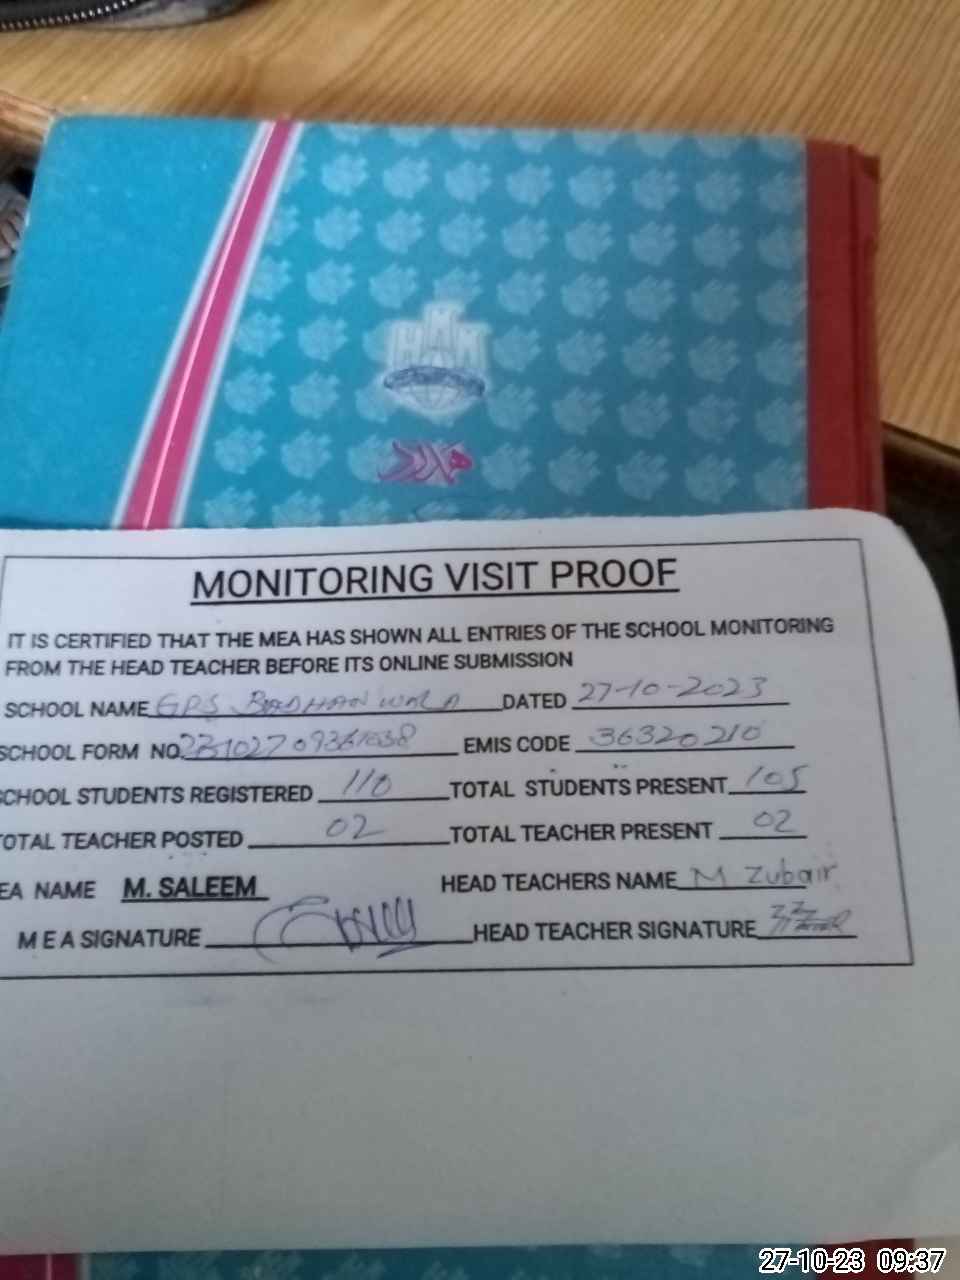 MONITORING VISIT PROOF
IT IS CERTIFIED THAT THE MEA HAS SHOWN ALL ENTRIES OF THE SCHOOL MONITORING
FROM THE HEAD TEACHER BEFORE ITS ONLINE SUBMISSION
SCHOOL NAME GPS BADHANWALA DATED 27-10-2023
SCHOOL FORM NO. EMIS CODE 36320210
SCHOOL STUDENTS REGISTERED 110 TOTAL STUDENTS PRESENT 105
TOTAL TEACHER POSTED 02 TOTAL TEACHER PRESENT 02
EA NAME M. SALEEM HEAD TEACHERS NAME M Zubair
M E A SIGNATURE HEAD TEACHER SIGNATURE
27-10-23 09:37